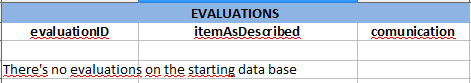 EVALUATIONS
evaluationID itemAsDescribed comunication
There's no evaluations on the starting data base